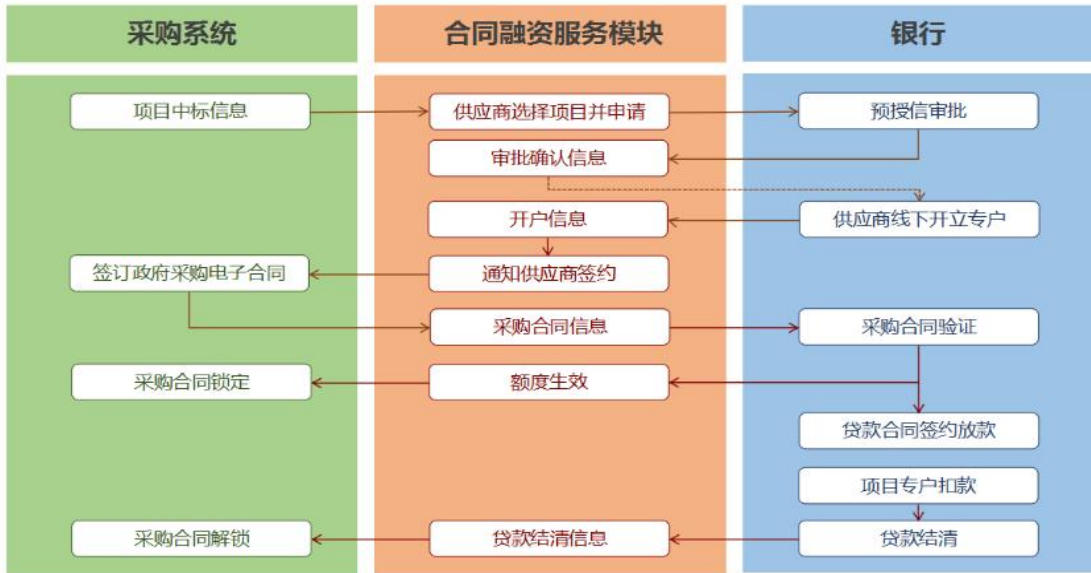 采购系统
合同融资服务模块
银行
项目中标信息
供应商选择项目并申请
预授信审批
审批确认信息
开户信息
供应商线下开立专户
签订政府采购电子合同
通知供应商签约
采购合同信息
采购合同验证
采购合同锁定
额度生效
贷款合同签约放款
项目专户扣款
采购合同解锁
贷款结清信息
贷款结清